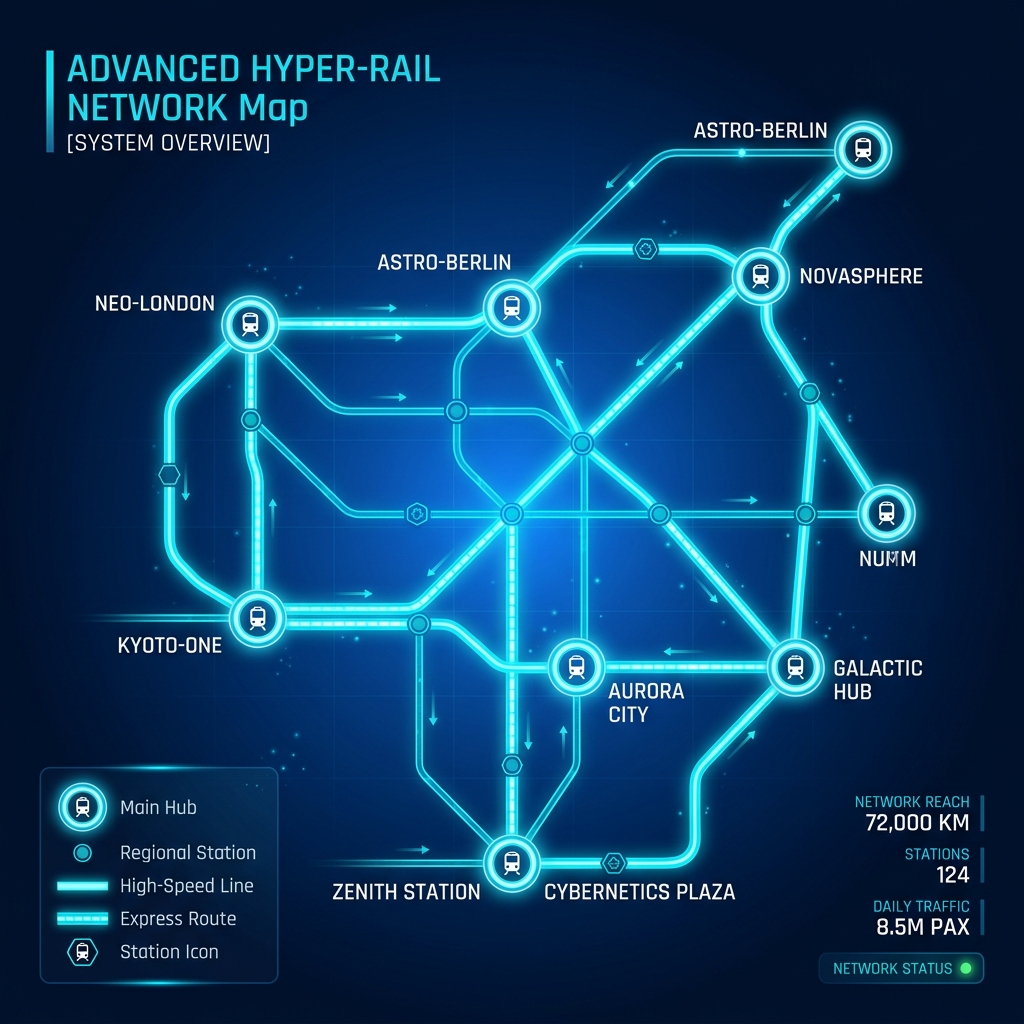 ADVANCED HYPER-RAIL
NETWORK Map
[SYSTEM OVERVIEW]
ASTRO-BERLIN
ASTRO-BERLIN
NOVASPHERE
NEO-LONDON
KYOTO-ONE
AURORA
CITY
GALACTIC
HUB
ZENITH STATION
CYBERNETICS PLAZA
Main Hub
Regional Station
High-Speed Line
Express Route
Station Icon
NETWORK REACH
72,000 KM
STATIONS
124
DAILY TRAFFIC
8.5M PAX
NETWORK STATUS